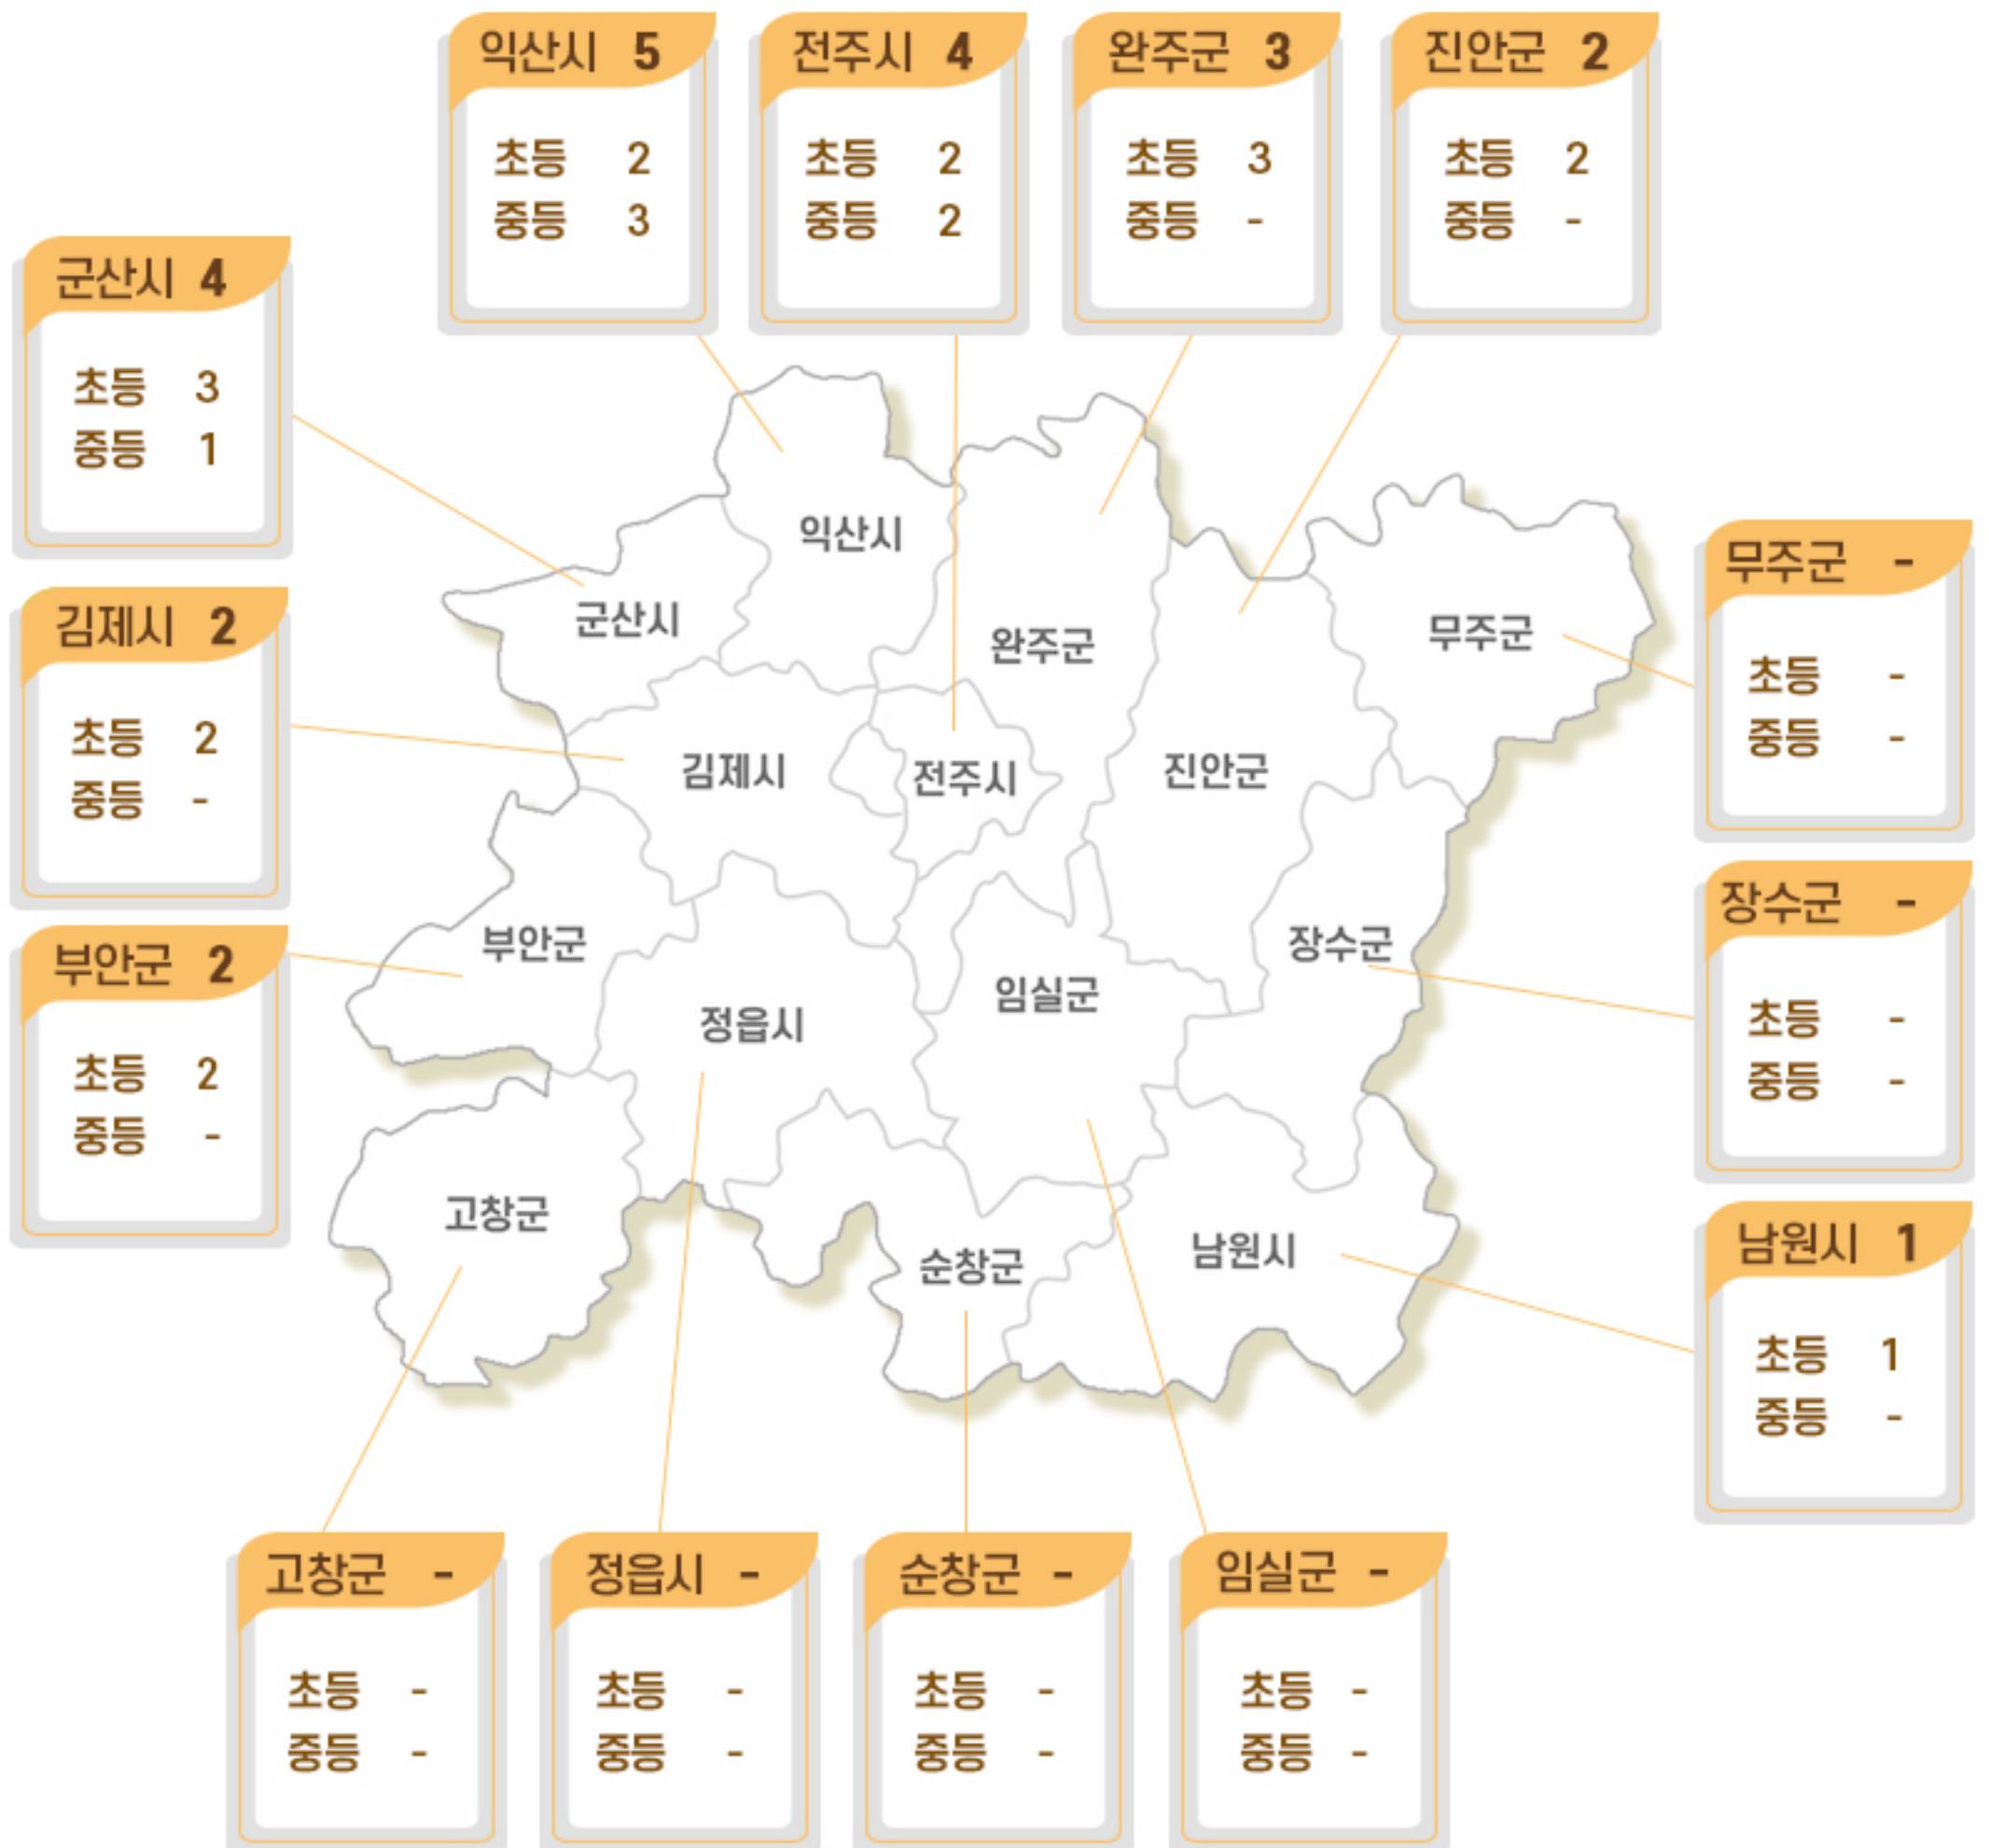 익산시 5
초등 2
중등 3
전주시 4
초등 2
중등 2
완주군 3
초등 3
중등 -
진안군 2
초등 2
중등 -
군산시 4
초등 3
중등 1
김제시 2
초등 2
중등 -
부안군 2
초등 2
중등 -
익산시
군산시
완주군
무주군
김제시
전주시
진안군
부안군
장수군
임실군
정읍시
고창군
순창군
남원시
무주군 -
초등 -
중등 -
장수군 -
초등 -
중등 -
남원시 1
초등 1
중등 -
고창군 -
초등 -
중등 -
정읍시 -
초등 -
중등 -
순창군 -
초등 -
중등 -
임실군 -
초등 -
중등 -